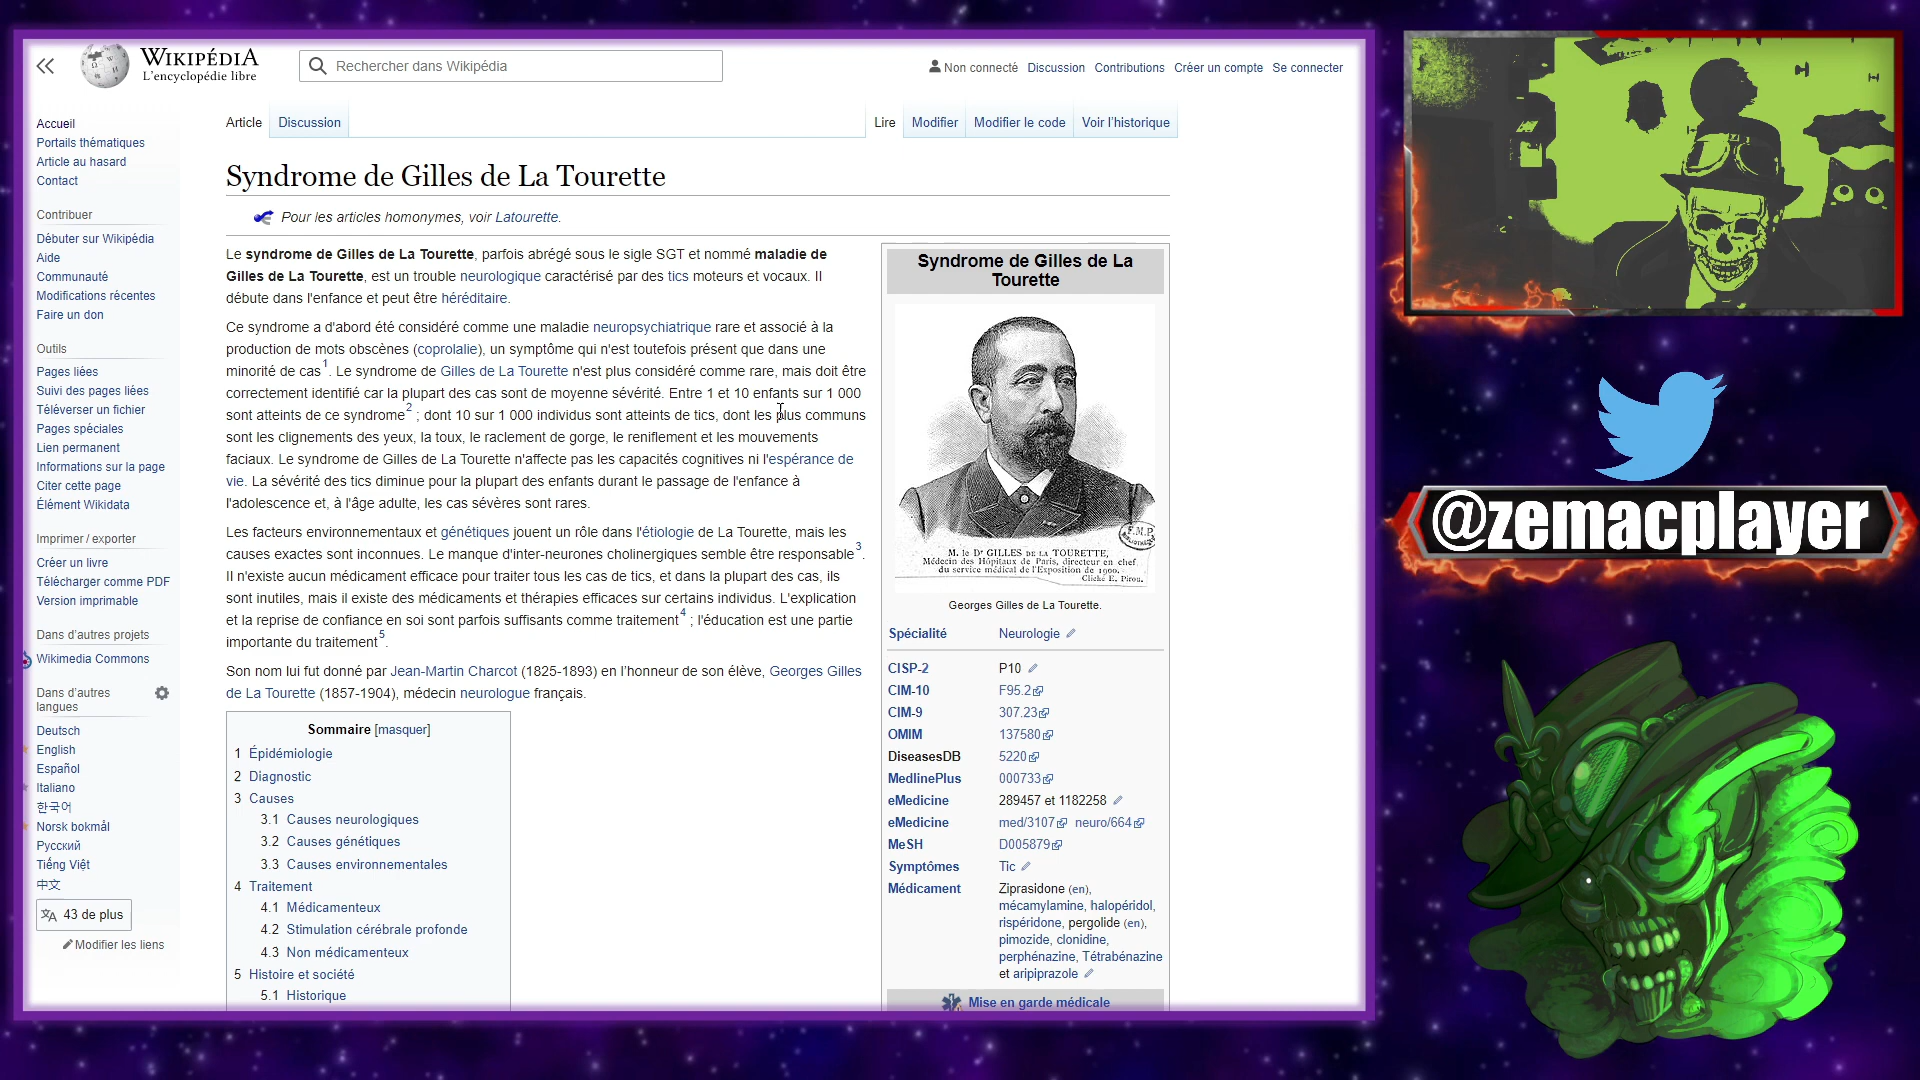 WIKIPÉDIA
L'encyclopédie libre
Rechercher dans Wikipédia
Non connecté Discussion Contributions Créer un compte Se connecter
Accueil
Portails thématiques
Article au hasard
Contact
Contribuer
Débuter sur Wikipédia
Aide
Communauté
Modifications récentes
Faire un don
Outils
Pages liées
Suivi des pages liées
Téléverser un fichier
Pages spéciales
Lien permanent
Informations sur la page
Citer cette page
Élément Wikidata
Imprimer / exporter
Créer un livre
Télécharger comme PDF
Version imprimable
Dans d'autres projets
Wikimedia Commons
Dans d'autres
langues
Deutsch
English
Español
Italiano
한국어
Norsk bokmål
Русский
Tiếng Việt
中文
43 de plus
Modifier les liens
Article Discussion Lire Modifier Modifier le code Voir l'historique
Syndrome de Gilles de La Tourette
Pour les articles homonymes, voir Latourette.
Le syndrome de Gilles de La Tourette, parfois abrégé sous le sigle SGT et nommé maladie de
Gilles de La Tourette, est un trouble neurologique caractérisé par des tics moteurs et vocaux. Il
débute dans l'enfance et peut être héréditaire.
Ce syndrome a d'abord été considéré comme une maladie neuropsychiatrique rare et associé à la
production de mots obscènes (coprolalie), un symptôme qui n'est toutefois présent que dans une
minorité de cas1. Le syndrome de Gilles de La Tourette n'est plus considéré comme rare, mais doit être
correctement identifié car la plupart des cas sont de moyenne sévérité. Entre 1 et 10 enfants sur 1 000
sont atteints de ce syndrome2 ; dont 10 sur 1 000 individus sont atteints de tics, dont les plus communs
sont les clignements des yeux, la toux, le raclement de gorge, le reniflement et les mouvements
faciaux. Le syndrome de Gilles de La Tourette n'affecte pas les capacités cognitives ni l'espérance de
vie. La sévérité des tics diminue pour la plupart des enfants durant le passage de l'enfance à
l'adolescence et, à l'âge adulte, les cas sévères sont rares.
Les facteurs environnementaux et génétiques jouent un rôle dans l'étiologie de La Tourette, mais les
causes exactes sont inconnues. Le manque d'inter-neurones cholinergiques semble être responsable3.
Il n'existe aucun médicament efficace pour traiter tous les cas de tics, et dans la plupart des cas, ils
sont inutiles, mais il existe des médicaments et thérapies efficaces sur certains individus. L'explication
et la reprise de confiance en soi sont parfois suffisants comme traitement4 ; l'éducation est une partie
importante du traitement5.
Son nom lui fut donné par Jean-Martin Charcot (1825-1893) en l'honneur de son élève, Georges Gilles
de La Tourette (1857-1904), médecin neurologue français.
Sommaire [masquer]
1 Épidémiologie
2 Diagnostic
3 Causes
3.1 Causes neurologiques
3.2 Causes génétiques
3.3 Causes environnementales
4 Traitement
4.1 Médicamenteux
4.2 Stimulation cérébrale profonde
4.3 Non médicamenteux
5 Histoire et société
5.1 Historique
Syndrome de Gilles de La
Tourette
F.M.P.
M. le Dr GILLES DE LA TOURETTE,
Médecin des Hôpitaux de Paris, directeur en chef
du service médical de l'Exposition de 1900.
Cliché E. Pirou.
Georges Gilles de La Tourette.
Spécialité Neurologie
CISP-2 P10
CIM-10 F95.2
CIM-9 307.23
OMIM 137580
DiseasesDB 5220
MedlinePlus 000733
eMedicine 289457 et 1182258
eMedicine med/3107 neuro/664
MeSH D005879
Symptômes Tic
Médicament Ziprasidone (en),
mécamylamine, halopéridol,
rispéridone, pergolide (en),
pimozide, clonidine,
perphénazine, Tétrabénazine
et aripiprazole
Mise en garde médicale
@zemacplayer